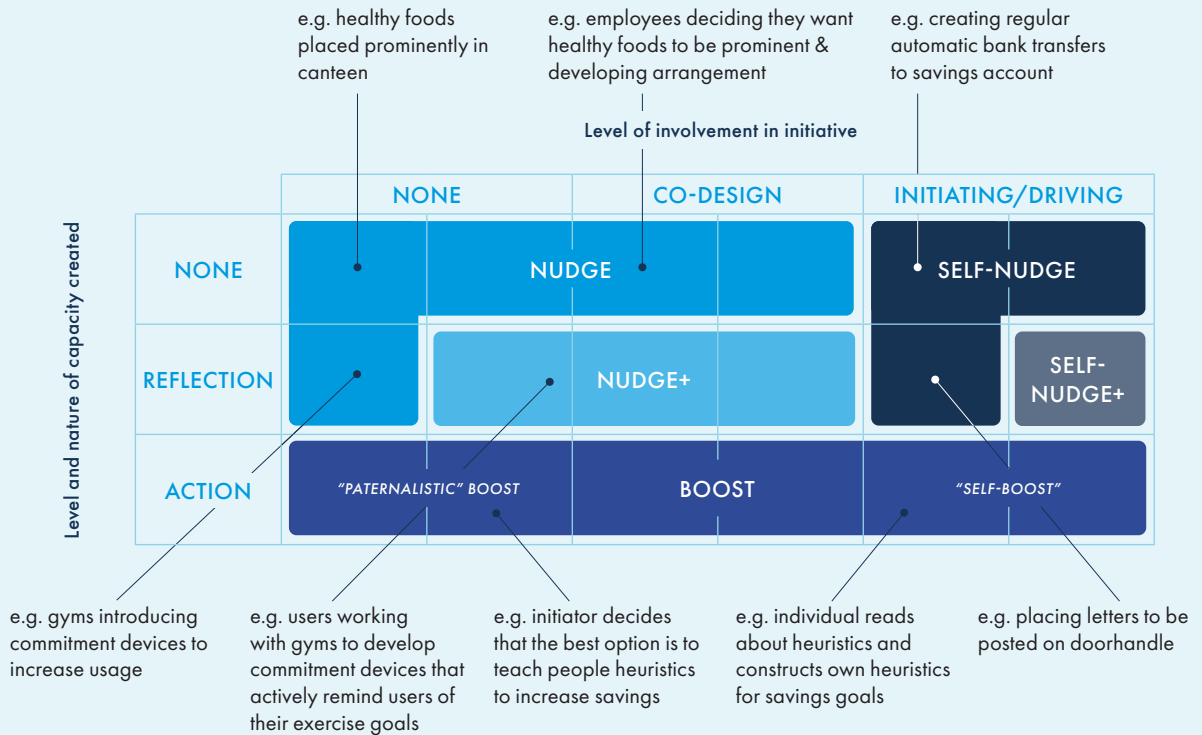 e.g. healthy foods
placed prominently in
canteen
e.g. employees deciding they want
healthy foods to be prominent &
developing arrangement
e.g. creating regular
automatic bank transfers
to savings account
Level of involvement in initiative
NONE
CO-DESIGN
INITIATING/DRIVING
Level and nature of capacity created
NONE
NUDGE
SELF-NUDGE
REFLECTION
NUDGE+
SELF-
NUDGE+
ACTION
“PATERNALISTIC” BOOST
BOOST
“SELF-BOOST”
e.g. gyms introducing
commitment devices to
increase usage
e.g. users working
with gyms to develop
commitment devices that
actively remind users of
their exercise goals
e.g. initiator decides
that the best option is to
teach people heuristics
to increase savings
e.g. individual reads
about heuristics and
constructs own heuristics
for savings goals
e.g. placing letters to be
posted on doorhandle